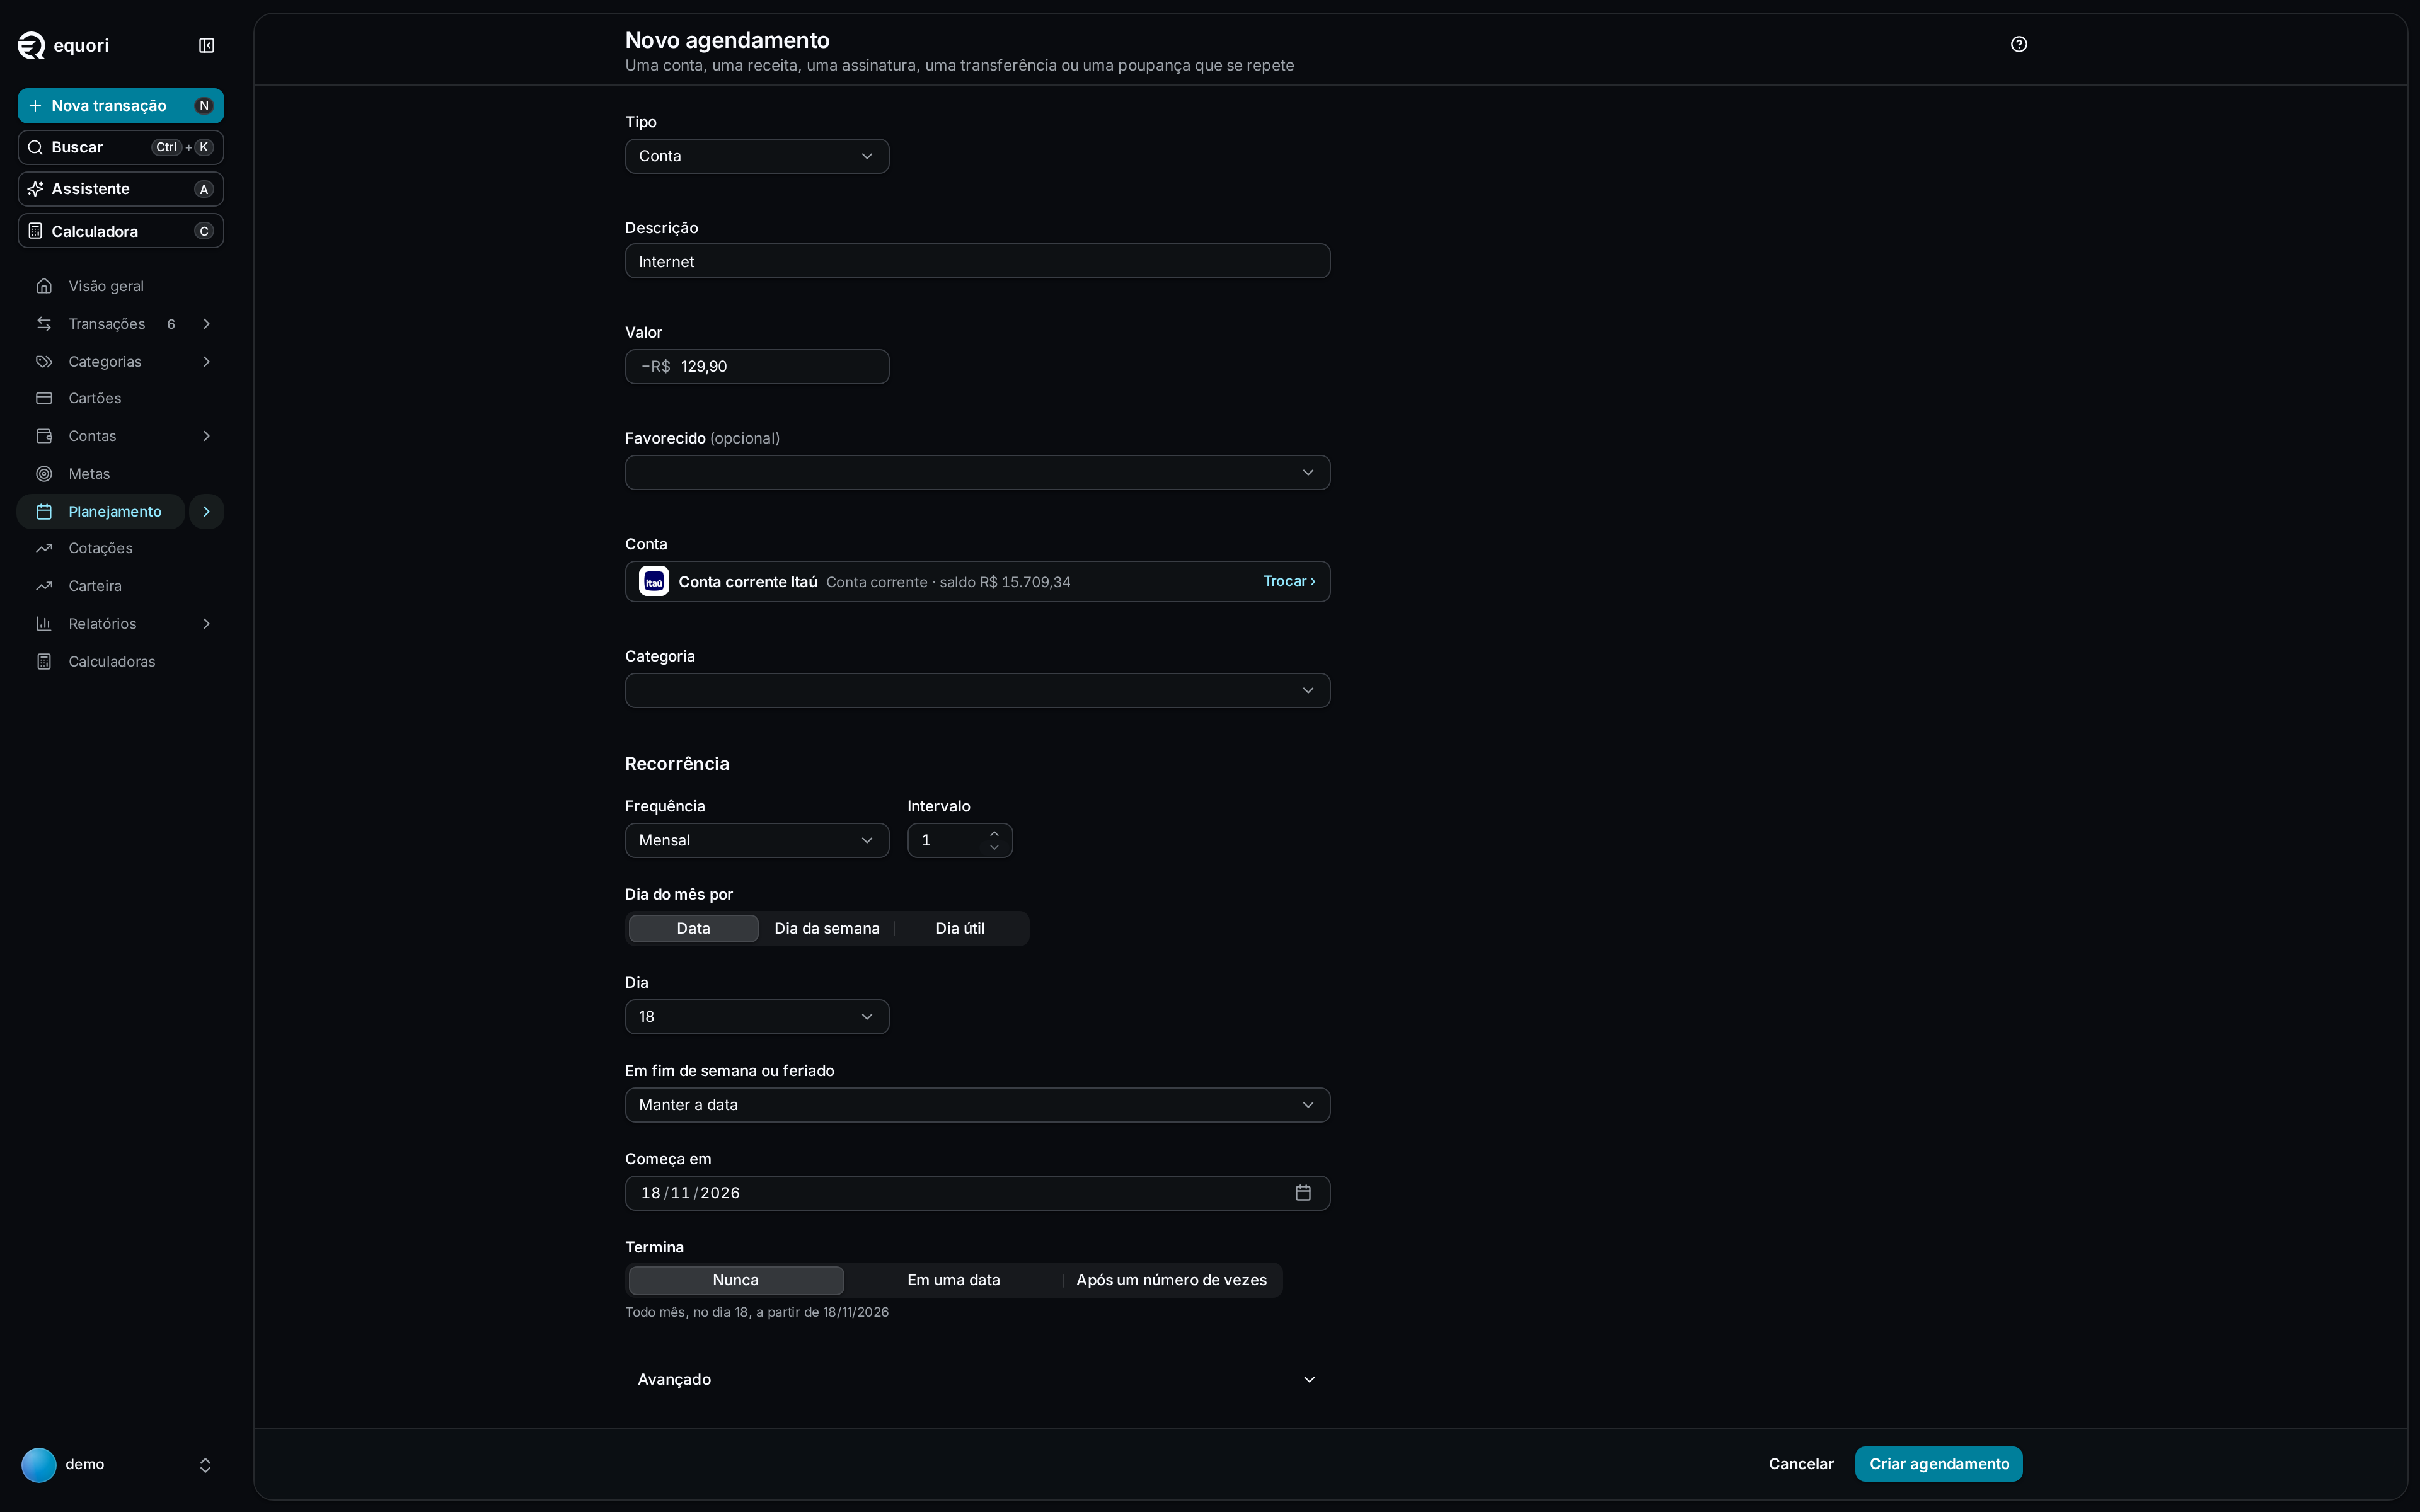 equori
Nova transação N
Buscar Ctrl + K
Assistente A
Calculadora C
Visão geral
Transações 6
Categorias
Cartões
Contas
Metas
Planejamento
Cotações
Carteira
Relatórios
Calculadoras
demo
Novo agendamento
Uma conta, uma receita, uma assinatura, uma transferência ou uma poupança que se repete
Tipo
Conta
Descrição
Internet
Valor
−R$ 129,90
Favorecido (opcional)
Conta
itaú Conta corrente Itaú Conta corrente · saldo R$ 15.709,34 Trocar ›
Categoria
Recorrência
Frequência Intervalo
Mensal 1
Dia do mês por
Data Dia da semana Dia útil
Dia
18
Em fim de semana ou feriado
Manter a data
Começa em
18/11/2026
Termina
Nunca Em uma data Após um número de vezes
Todo mês, no dia 18, a partir de 18/11/2026
Avançado
Cancelar Criar agendamento